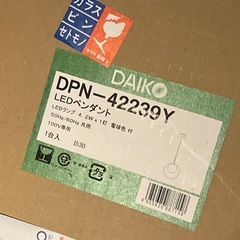 ガラス
ビン
セトモノ
DAIKO
DPN-42239Y
LEDペンダント
LEDランプ 4.2W×1灯 電球色 付
50Hz/60Hz 共用
100V専用
1台入 1530